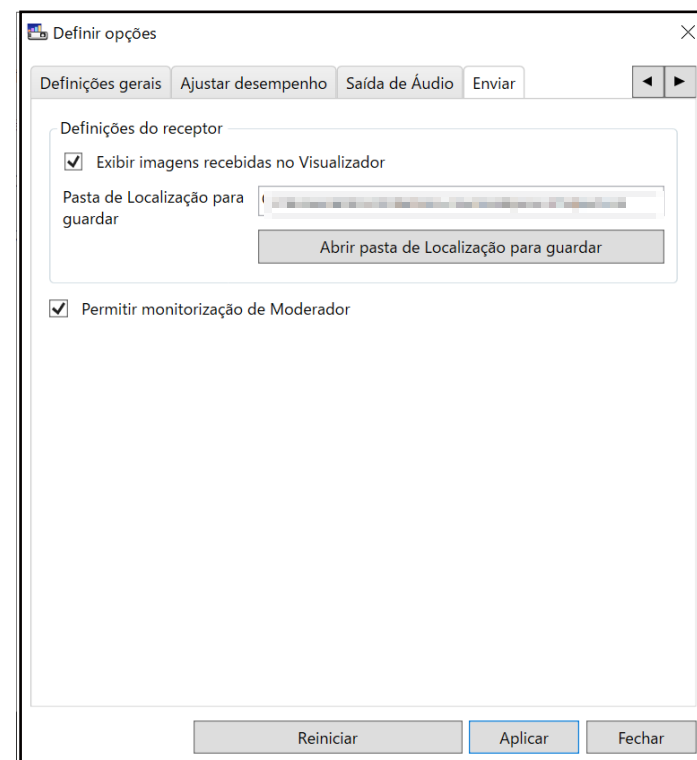 Definir opções
Definições gerais Ajustar desempenho Saída de Áudio Enviar
Definições do receptor
Exibir imagens recebidas no Visualizador
Pasta de Localização para
guardar
Abrir pasta de Localização para guardar
Permitir monitorização de Moderador
Reiniciar Aplicar Fechar